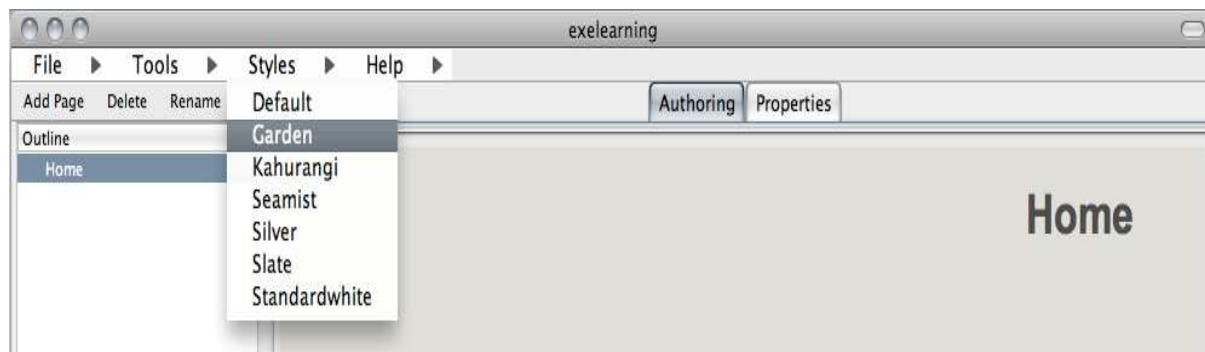 exelearning
File Tools Styles Help
Add Page Delete Rename
Authoring Properties
Outline
Home
Default
Garden
Kahurangi
Seamist
Silver
Slate
Standardwhite
Home